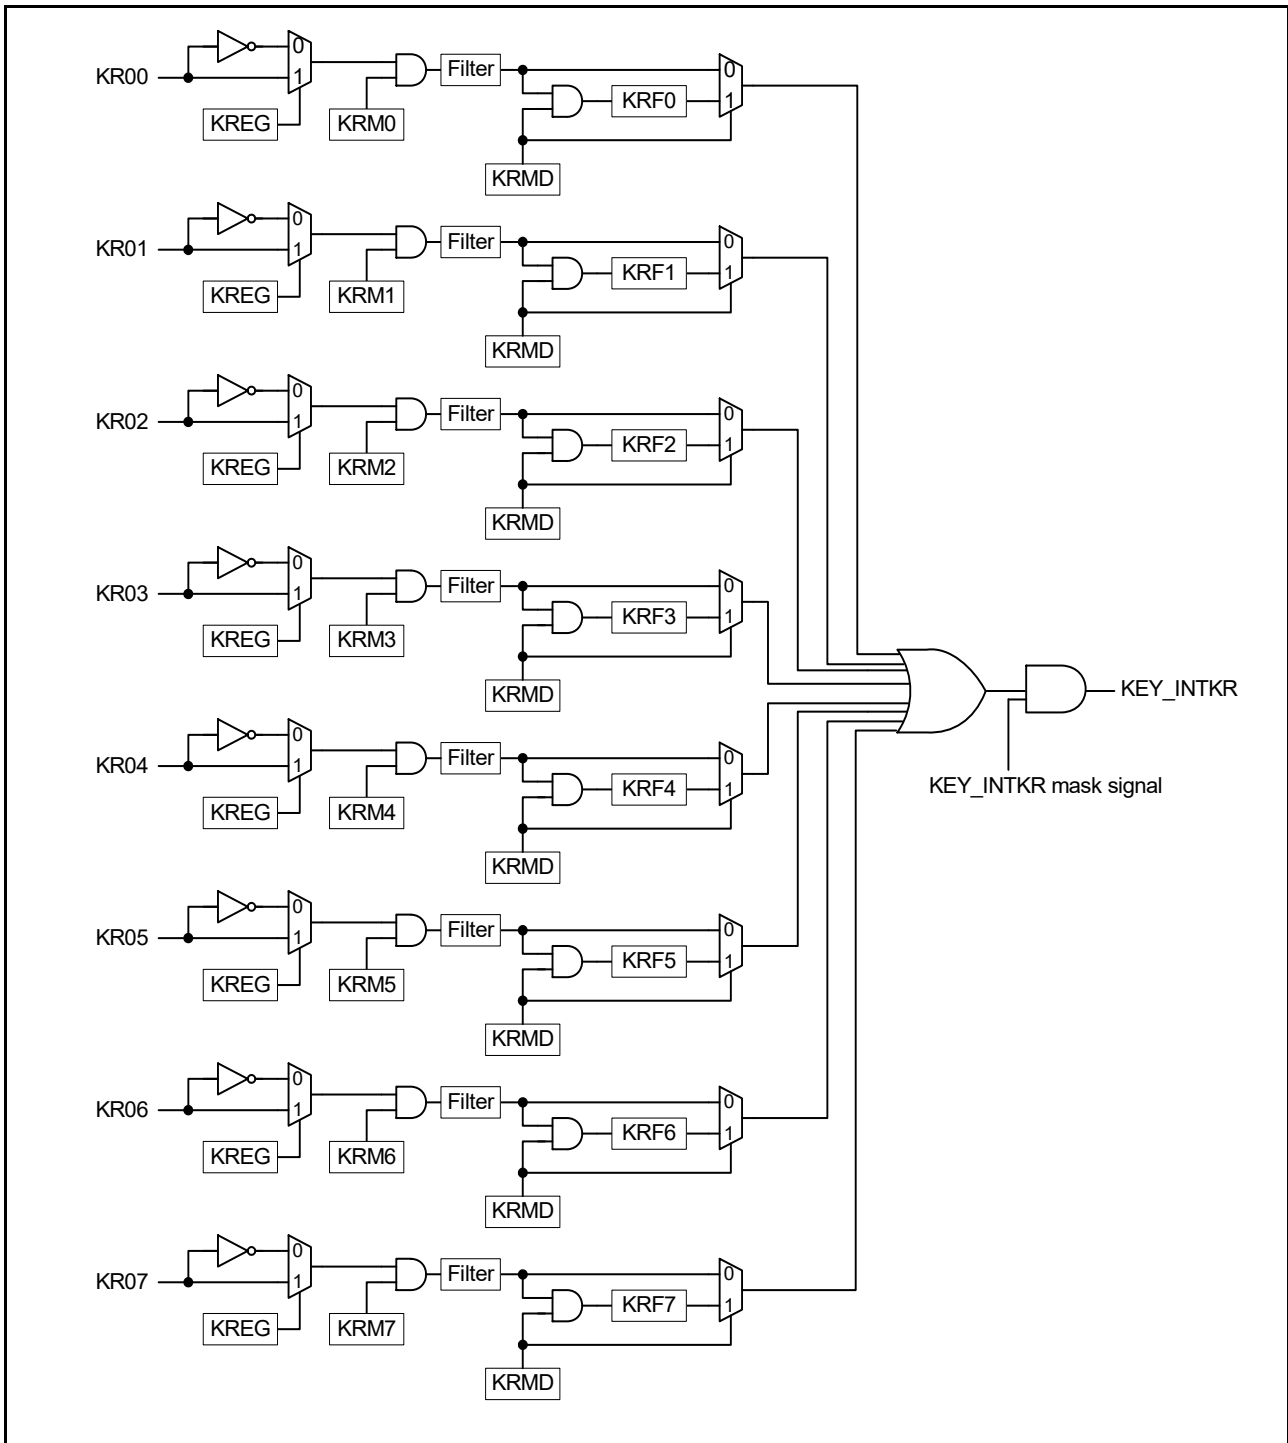 0
KR00
1
Filter
0
KREG
KRM0
KRF0
1
KRMD
0
KR01
1
Filter
0
KREG
KRM1
KRF1
1
KRMD
0
KR02
1
Filter
0
KREG
KRM2
KRF2
1
KRMD
0
KR03
1
Filter
0
KREG
KRM3
KRF3
1
KRMD
KEY_INTKR
KEY_INTKR mask signal
0
KR04
1
Filter
0
KREG
KRM4
KRF4
1
KRMD
0
KR05
1
Filter
0
KREG
KRM5
KRF5
1
KRMD
0
KR06
1
Filter
0
KREG
KRM6
KRF6
1
KRMD
0
KR07
1
Filter
0
KREG
KRM7
KRF7
1
KRMD